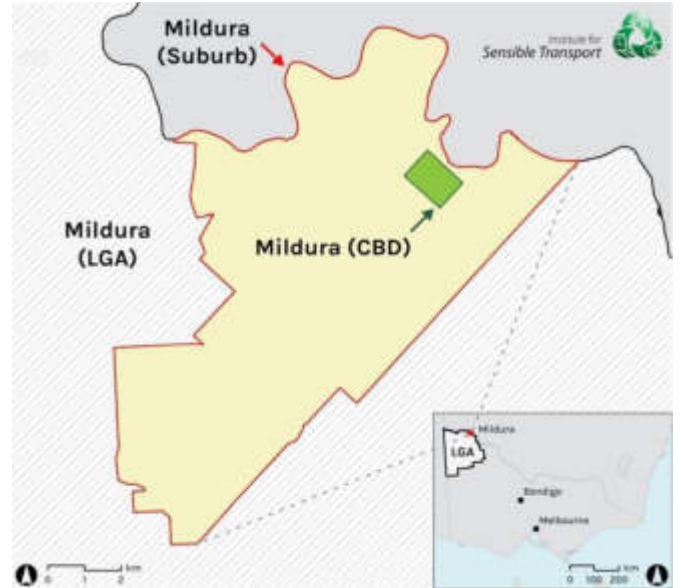 Mildura
(Suburb)
Institute for
Sensible Transport
Mildura
(LGA)
Mildura (CBD)
Mildura
LGA
Bendigo
Melbourne
km
0 1 2
km
0 100 200